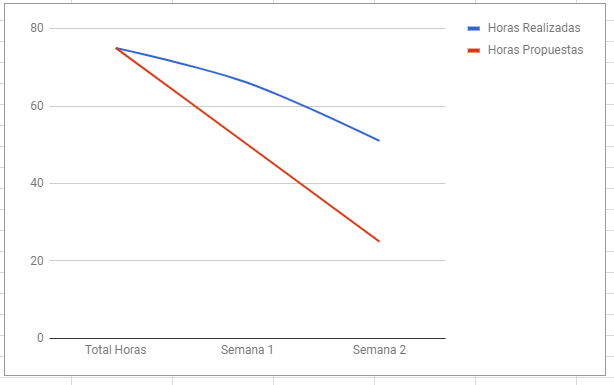 80
60
40
20
0
Total Horas
Semana 1
Semana 2
Horas Realizadas
Horas Propuestas